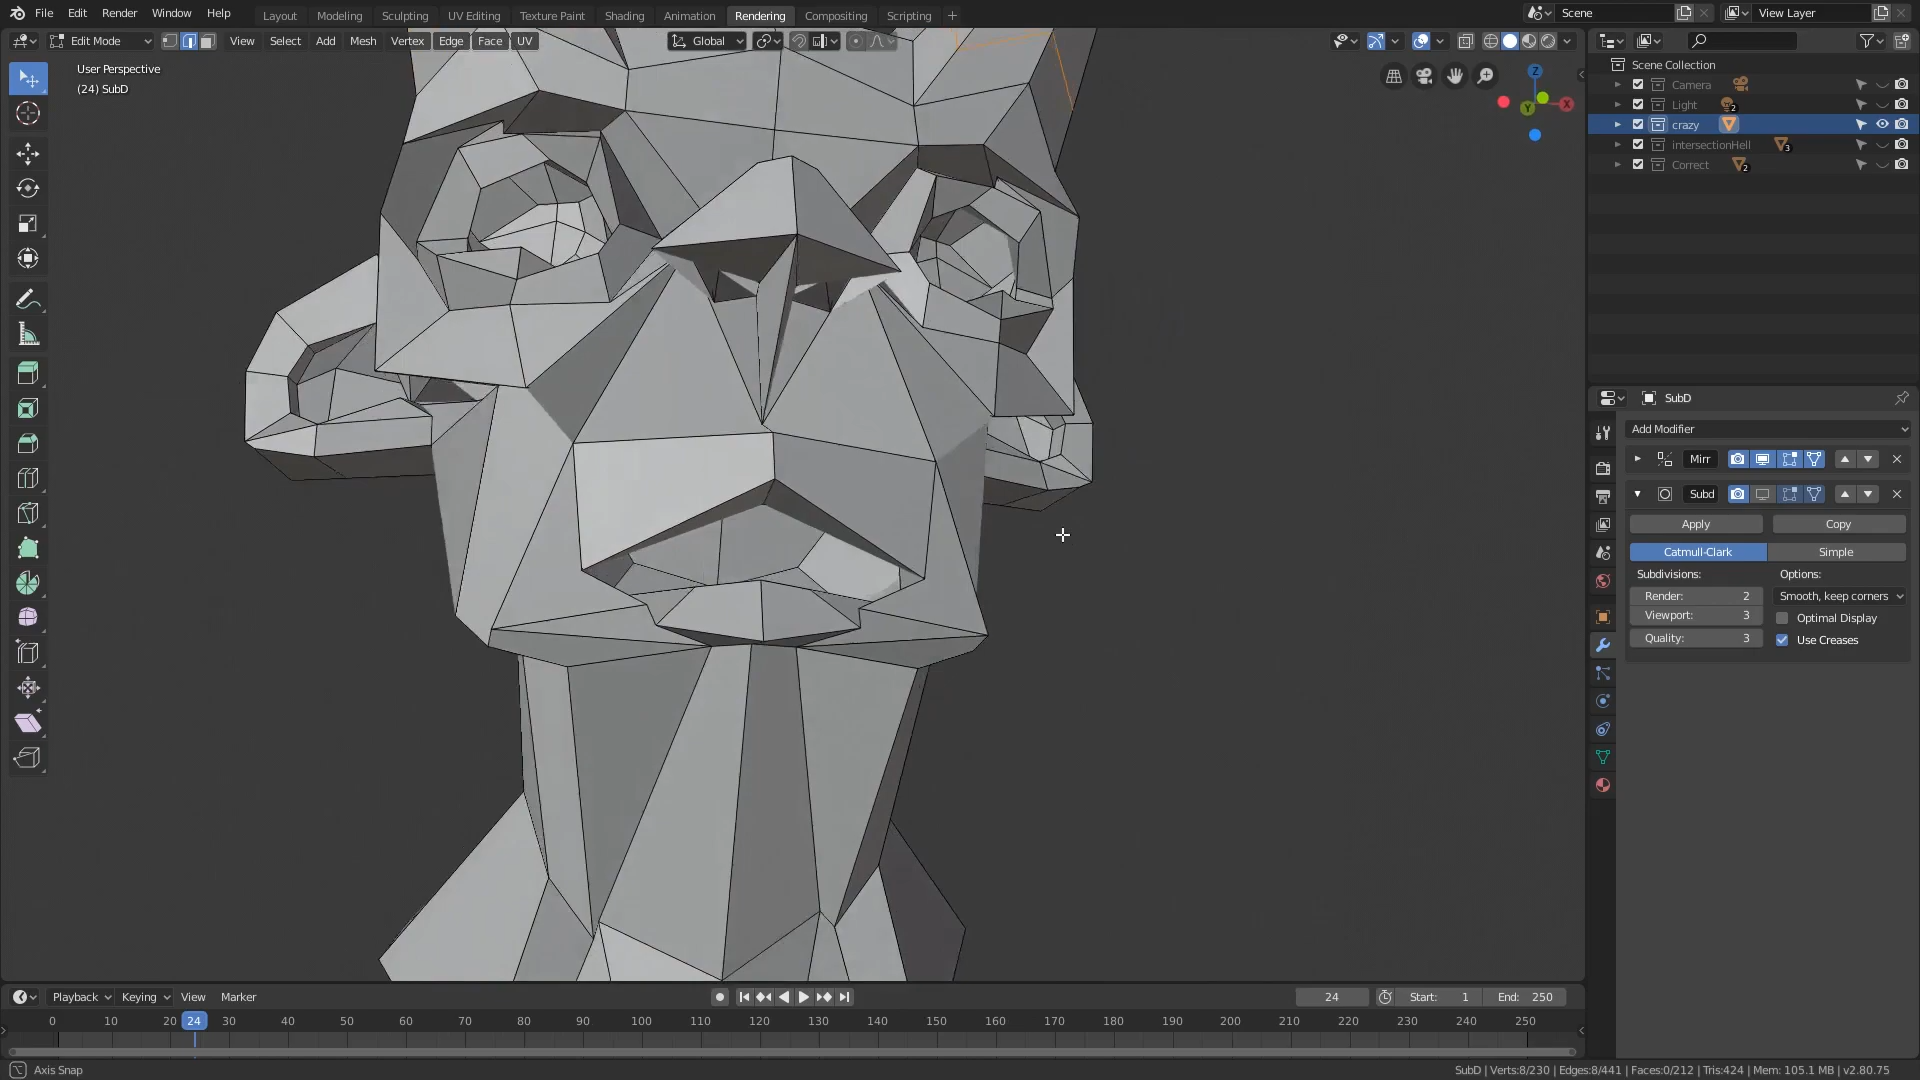 File Edit Render Window Help Layout Modeling Sculpting UV Editing Texture Paint Shading Animation Rendering Compositing Scripting + Scene View Layer
Edit Mode View Select Add Mesh Vertex Edge Face UV Global
User Perspective
(24) SubD
Z
X
Y
Scene Collection
Camera
Light 2
crazy
intersectionHell 3
Correct 2
SubD
Add Modifier
Mirr
Subd
Apply Copy
Catmull-Clark Simple
Subdivisions: Options:
Render: 2 Smooth, keep corners
Viewport: 3 Optimal Display
Quality: 3 Use Creases
Playback Keying View Marker 24 Start: 1 End: 250
0 10 20 24 30 40 50 60 70 80 90 100 110 120 130 140 150 160 170 180 190 200 210 220 230 240 250
Axis Snap SubD | Verts:8/230 | Edges:8/441 | Faces:0/212 | Tris:424 | Mem: 105.1 MB | v2.80.75